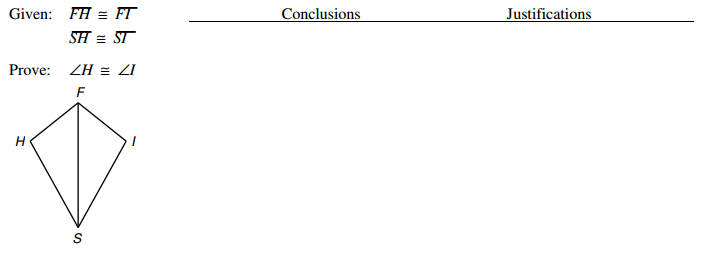 Given: FH ≅ FI Conclusions Justifications
SH ≅ SI
Prove: ∠H ≅ ∠I
F
H I
S